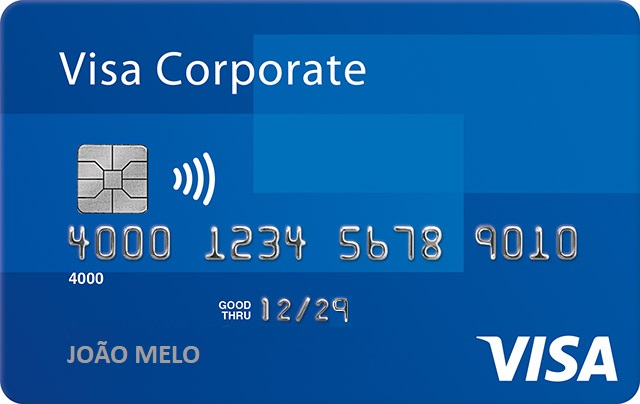 Visa Corporate
4000 1234 5678 9010
4000
GOOD THRU 12/29
JOÃO MELO
VISA